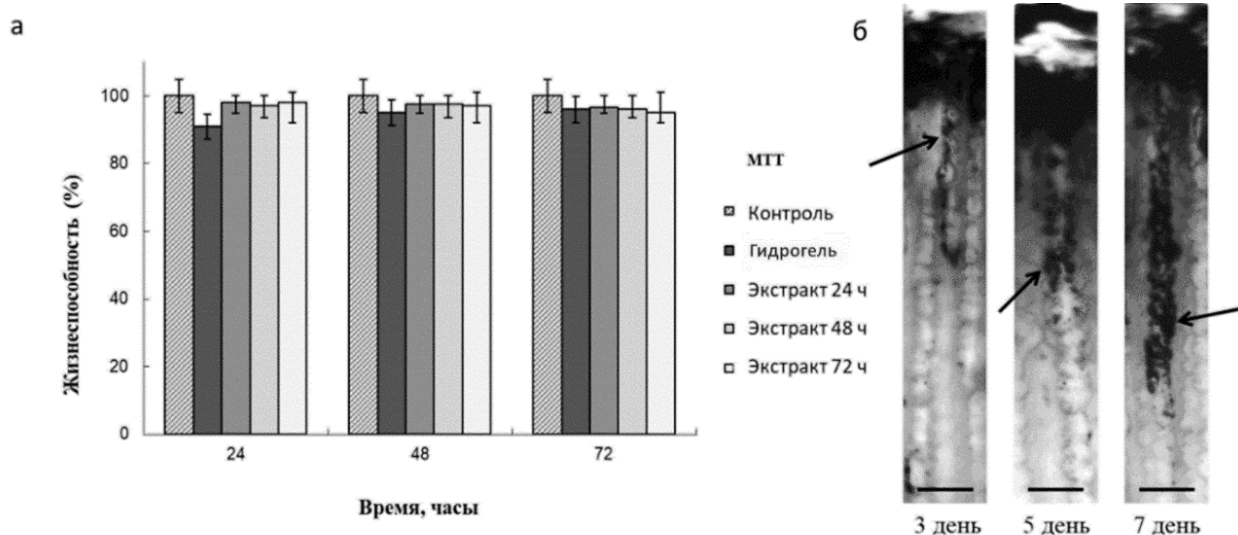 а
б
100
80
60
40
20
0
Жизнеспособность (%)
24
48
72
Время, часы
МТТ
Контроль
Гидрогель
Экстракт 24 ч
Экстракт 48 ч
Экстракт 72 ч
3 день
5 день
7 день